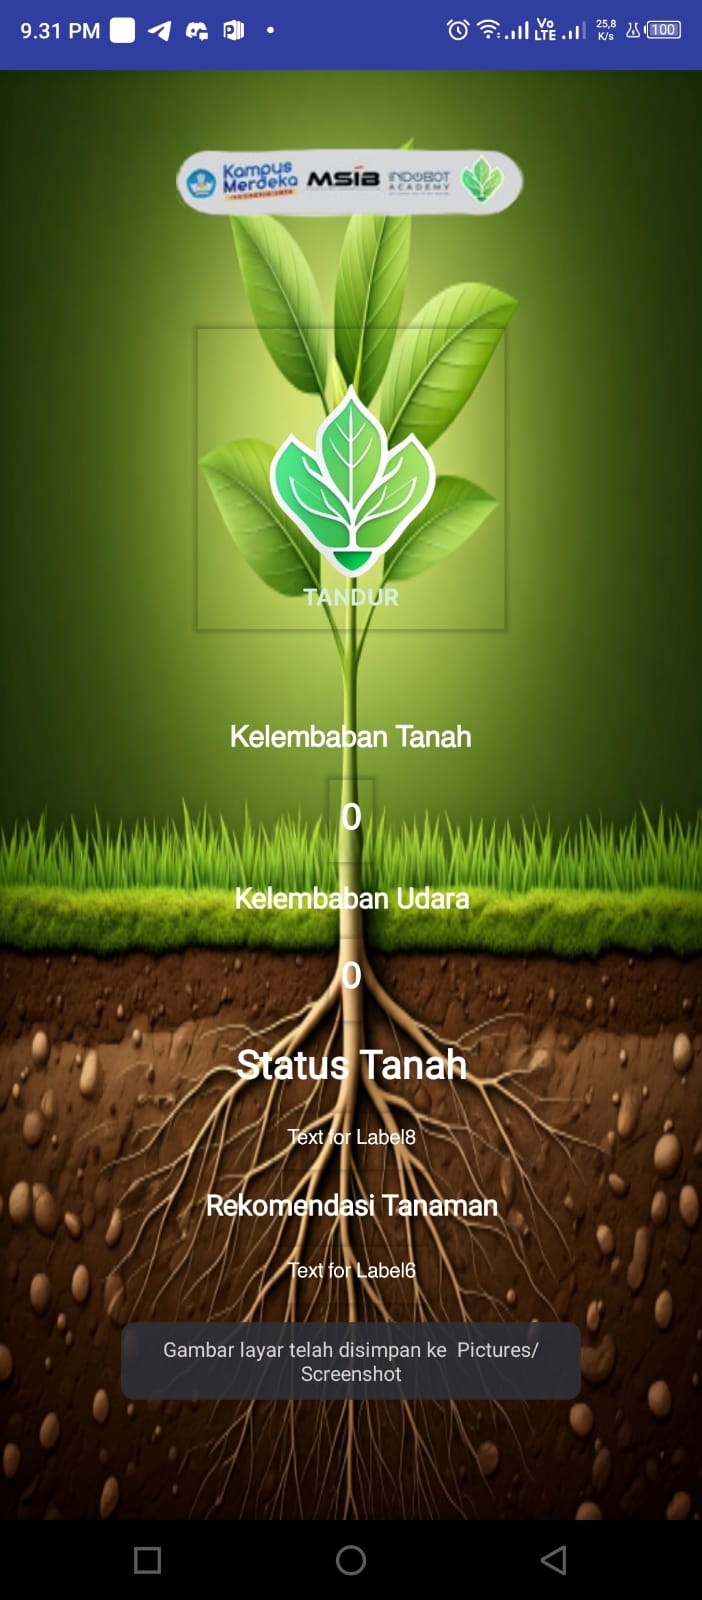 9.31 PM
Vo
LTE
25,8
K/s
100
Kampus
Merdeka
INDONESIA JAYA
MSIB
INDOBOT
ACADEMY
TANDUR
Kelembaban Tanah
0
Kelembaban Udara
0
Status Tanah
Text for Label8
Rekomendasi Tanaman
Text for Label6
Gambar layar telah disimpan ke Pictures/
Screenshot